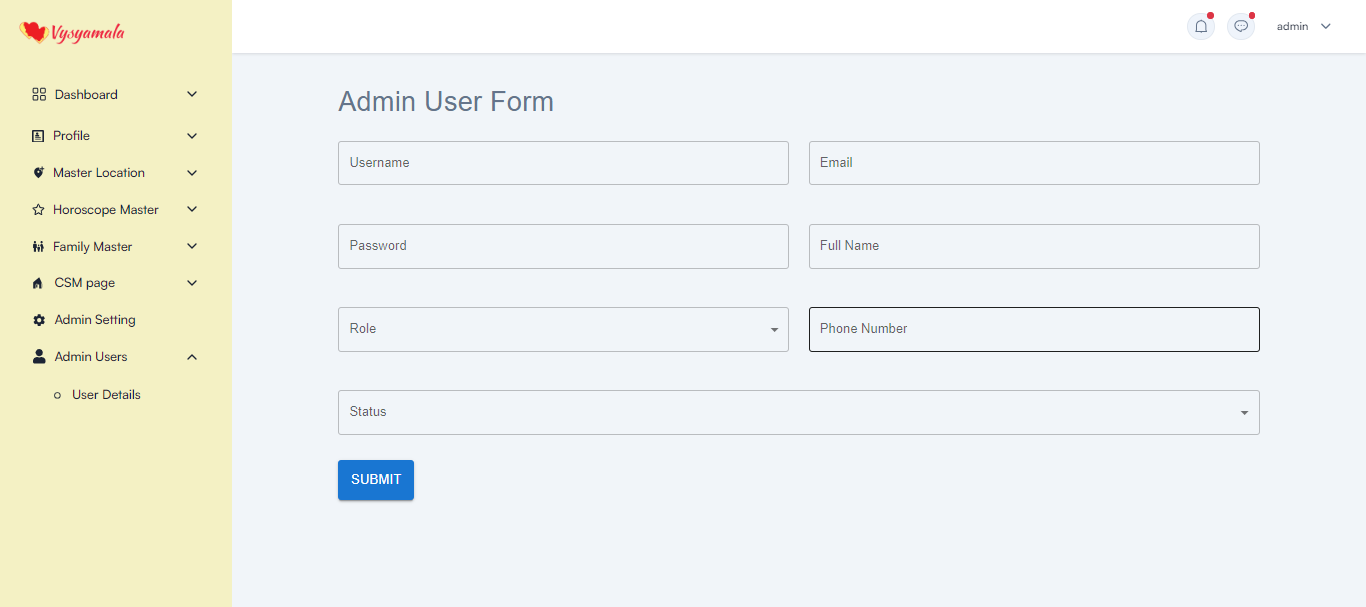 Vysyamala
admin
Dashboard
Profile
Master Location
Horoscope Master
Family Master
CSM page
Admin Setting
Admin Users
User Details
Admin User Form
Username
Email
Password
Full Name
Role
Phone Number
Status
SUBMIT